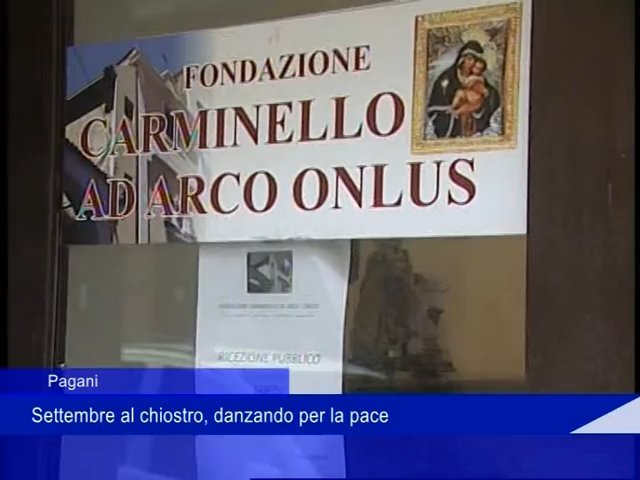 FONDAZIONE
CARMINELLO
AD ARCO ONLUS
RICEZIONE PUBBLICO
Pagani
Settembre al chiostro, danzando per la pace